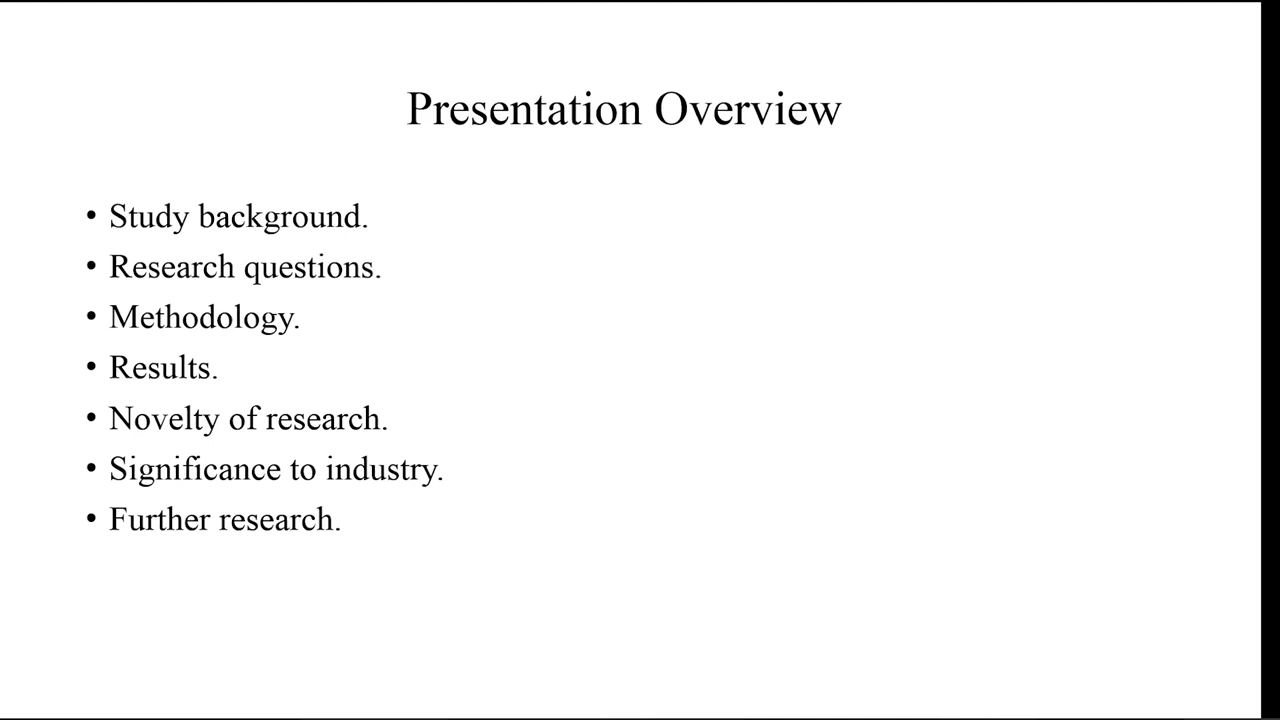 Presentation Overview
• Study background.
• Research questions.
• Methodology.
• Results.
• Novelty of research.
• Significance to industry.
• Further research.